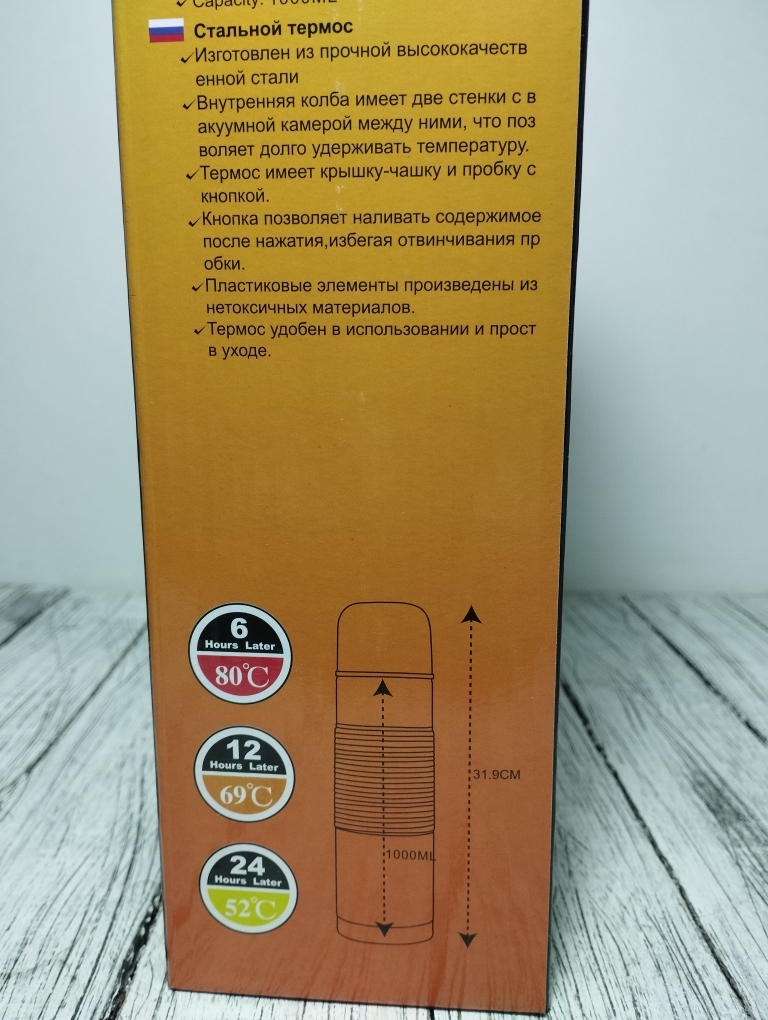 ✓Capacity: 1000ML
Стальной термос
✓Изготовлен из прочной высококачеств
енной стали
✓Внутренняя колба имеет две стенки с в
акуумной камерой между ними, что поз
воляет долго удерживать температуру.
✓Термос имеет крышку-чашку и пробку с
кнопкой.
✓Кнопка позволяет наливать содержимое
после нажатия,избегая отвинчивания пр
обки.
✓Пластиковые элементы произведены из
нетоксичных материалов.
✓Термос удобен в использовании и прост
в уходе.
6
Hours Later
80°C
12
Hours Later
69°C
24
Hours Later
52°C
31.9CM
1000ML